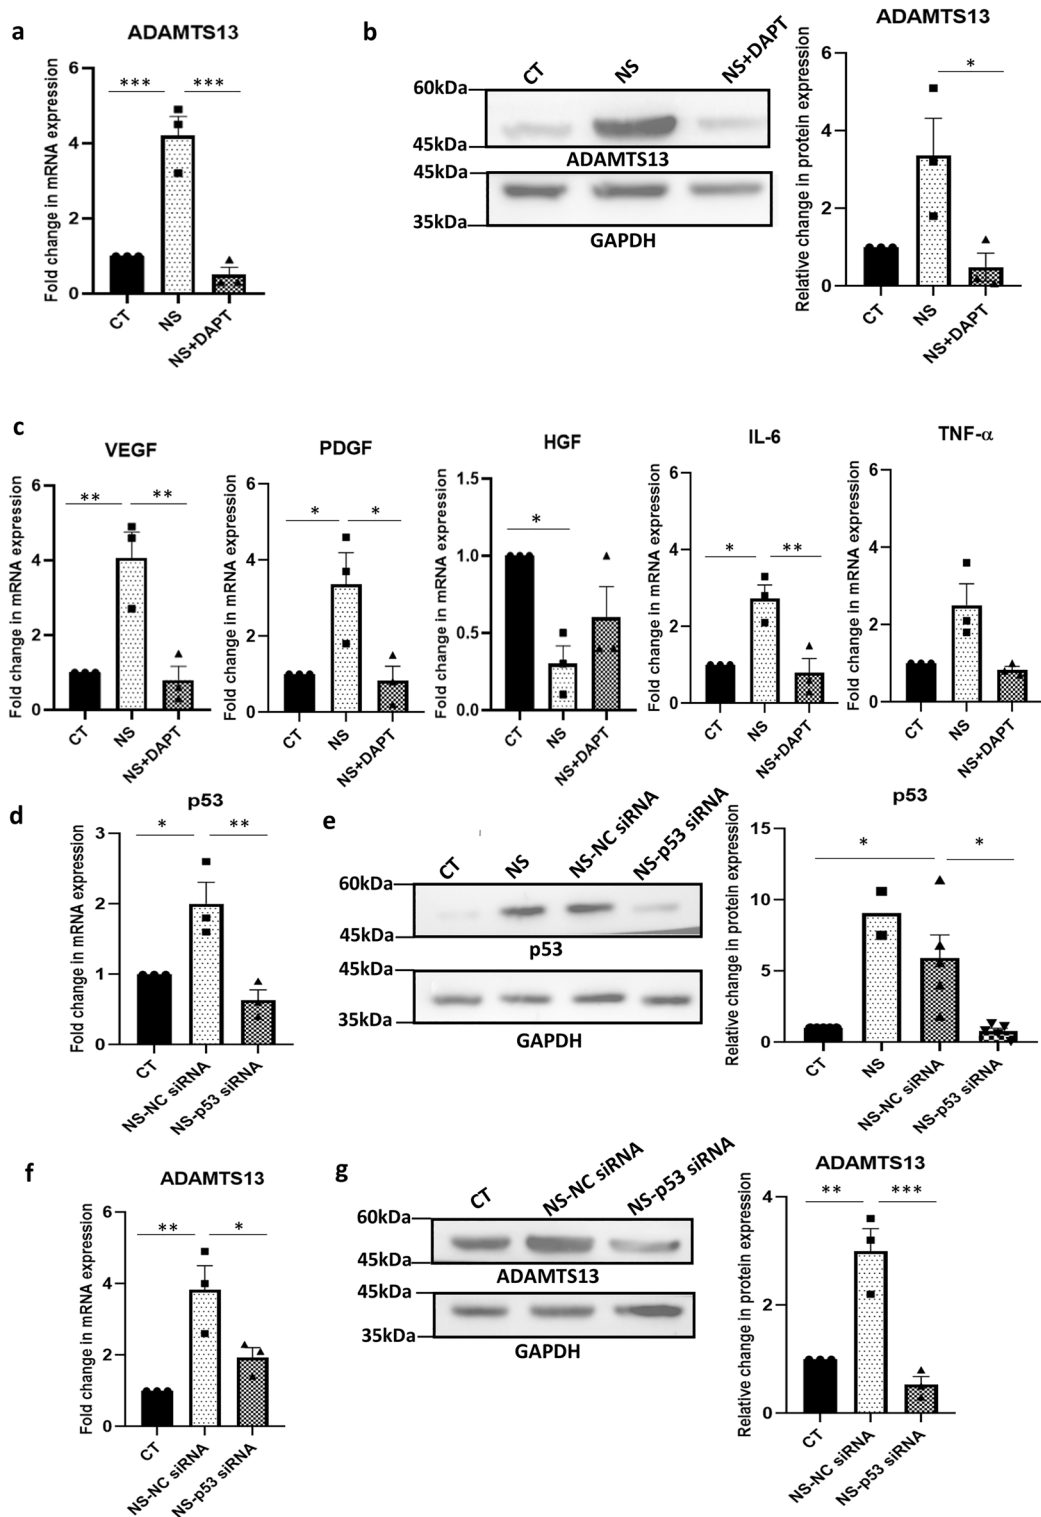 a
ADAMTS13
Fold change in mRNA expression
6
4
2
0
***
***
CT
NS
NS+DAPT
b
CT
NS
NS+DAPT
60kDa
45kDa
ADAMTS13
45kDa
35kDa
GAPDH
ADAMTS13
Relative change in protein expression
6
4
2
0
*
CT
NS
NS+DAPT
c
VEGF
Fold change in mRNA expression
6
4
2
0
**
**
CT
NS
NS+DAPT
PDGF
Fold change in mRNA expression
6
4
2
0
*
*
CT
NS
NS+DAPT
HGF
Fold change in mRNA expression
1.5
1.0
0.5
0.0
*
CT
NS
NS+DAPT
IL-6
Fold change in mRNA expression
6
4
2
0
*
**
CT
NS
NS+DAPT
TNF-α
Fold change in mRNA expression
6
4
2
0
CT
NS
NS+DAPT
d
p53
Fold change in mRNA expression
3
2
1
0
*
**
CT
NS-NC siRNA
NS-p53 siRNA
e
CT
NS
NS-NC siRNA
NS-p53 siRNA
60kDa
45kDa
p53
45kDa
35kDa
GAPDH
p53
Relative change in protein expression
15
10
5
0
*
*
CT
NS
NS-NC siRNA
NS-p53 siRNA
f
ADAMTS13
Fold change in mRNA expression
6
4
2
0
**
*
CT
NS-NC siRNA
NS-p53 siRNA
g
CT
NS-NC siRNA
NS-p53 siRNA
60kDa
45kDa
ADAMTS13
45kDa
35kDa
GAPDH
ADAMTS13
Relative change in protein expression
4
2
0
**
***
CT
NS-NC siRNA
NS-p53 siRNA